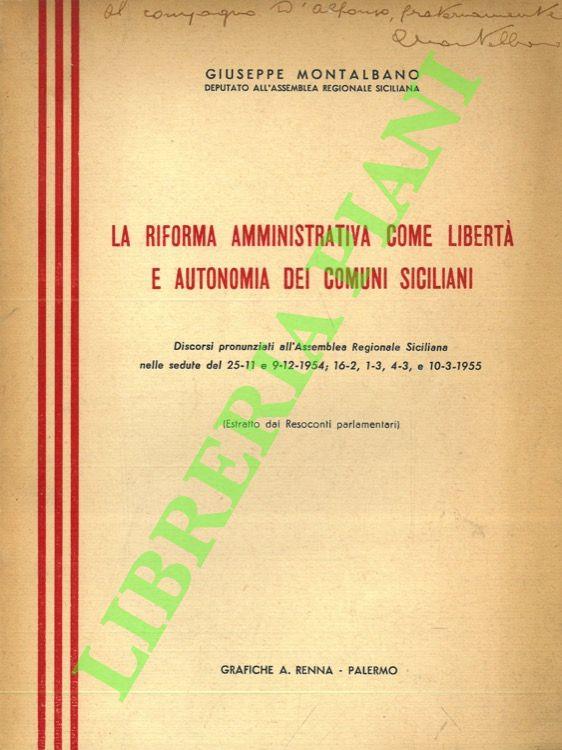 Al compagno D'Alfonso, fraternamente
GIUSEPPE MONTALBANO
DEPUTATO ALL'ASSEMBLEA REGIONALE SICILIANA
LA RIFORMA AMMINISTRATIVA COME LIBERTÀ
E AUTONOMIA DEI COMUNI SICILIANI
Discorsi pronunziati all'Assemblea Regionale Siciliana
nelle sedute del 25-11 e 9-12-1954; 16-2, 1-3, 4-3, e 10-3-1955
(Estratto dai Resoconti parlamentari)
LIBRERIA PIANI
GRAFICHE A. RENNA - PALERMO